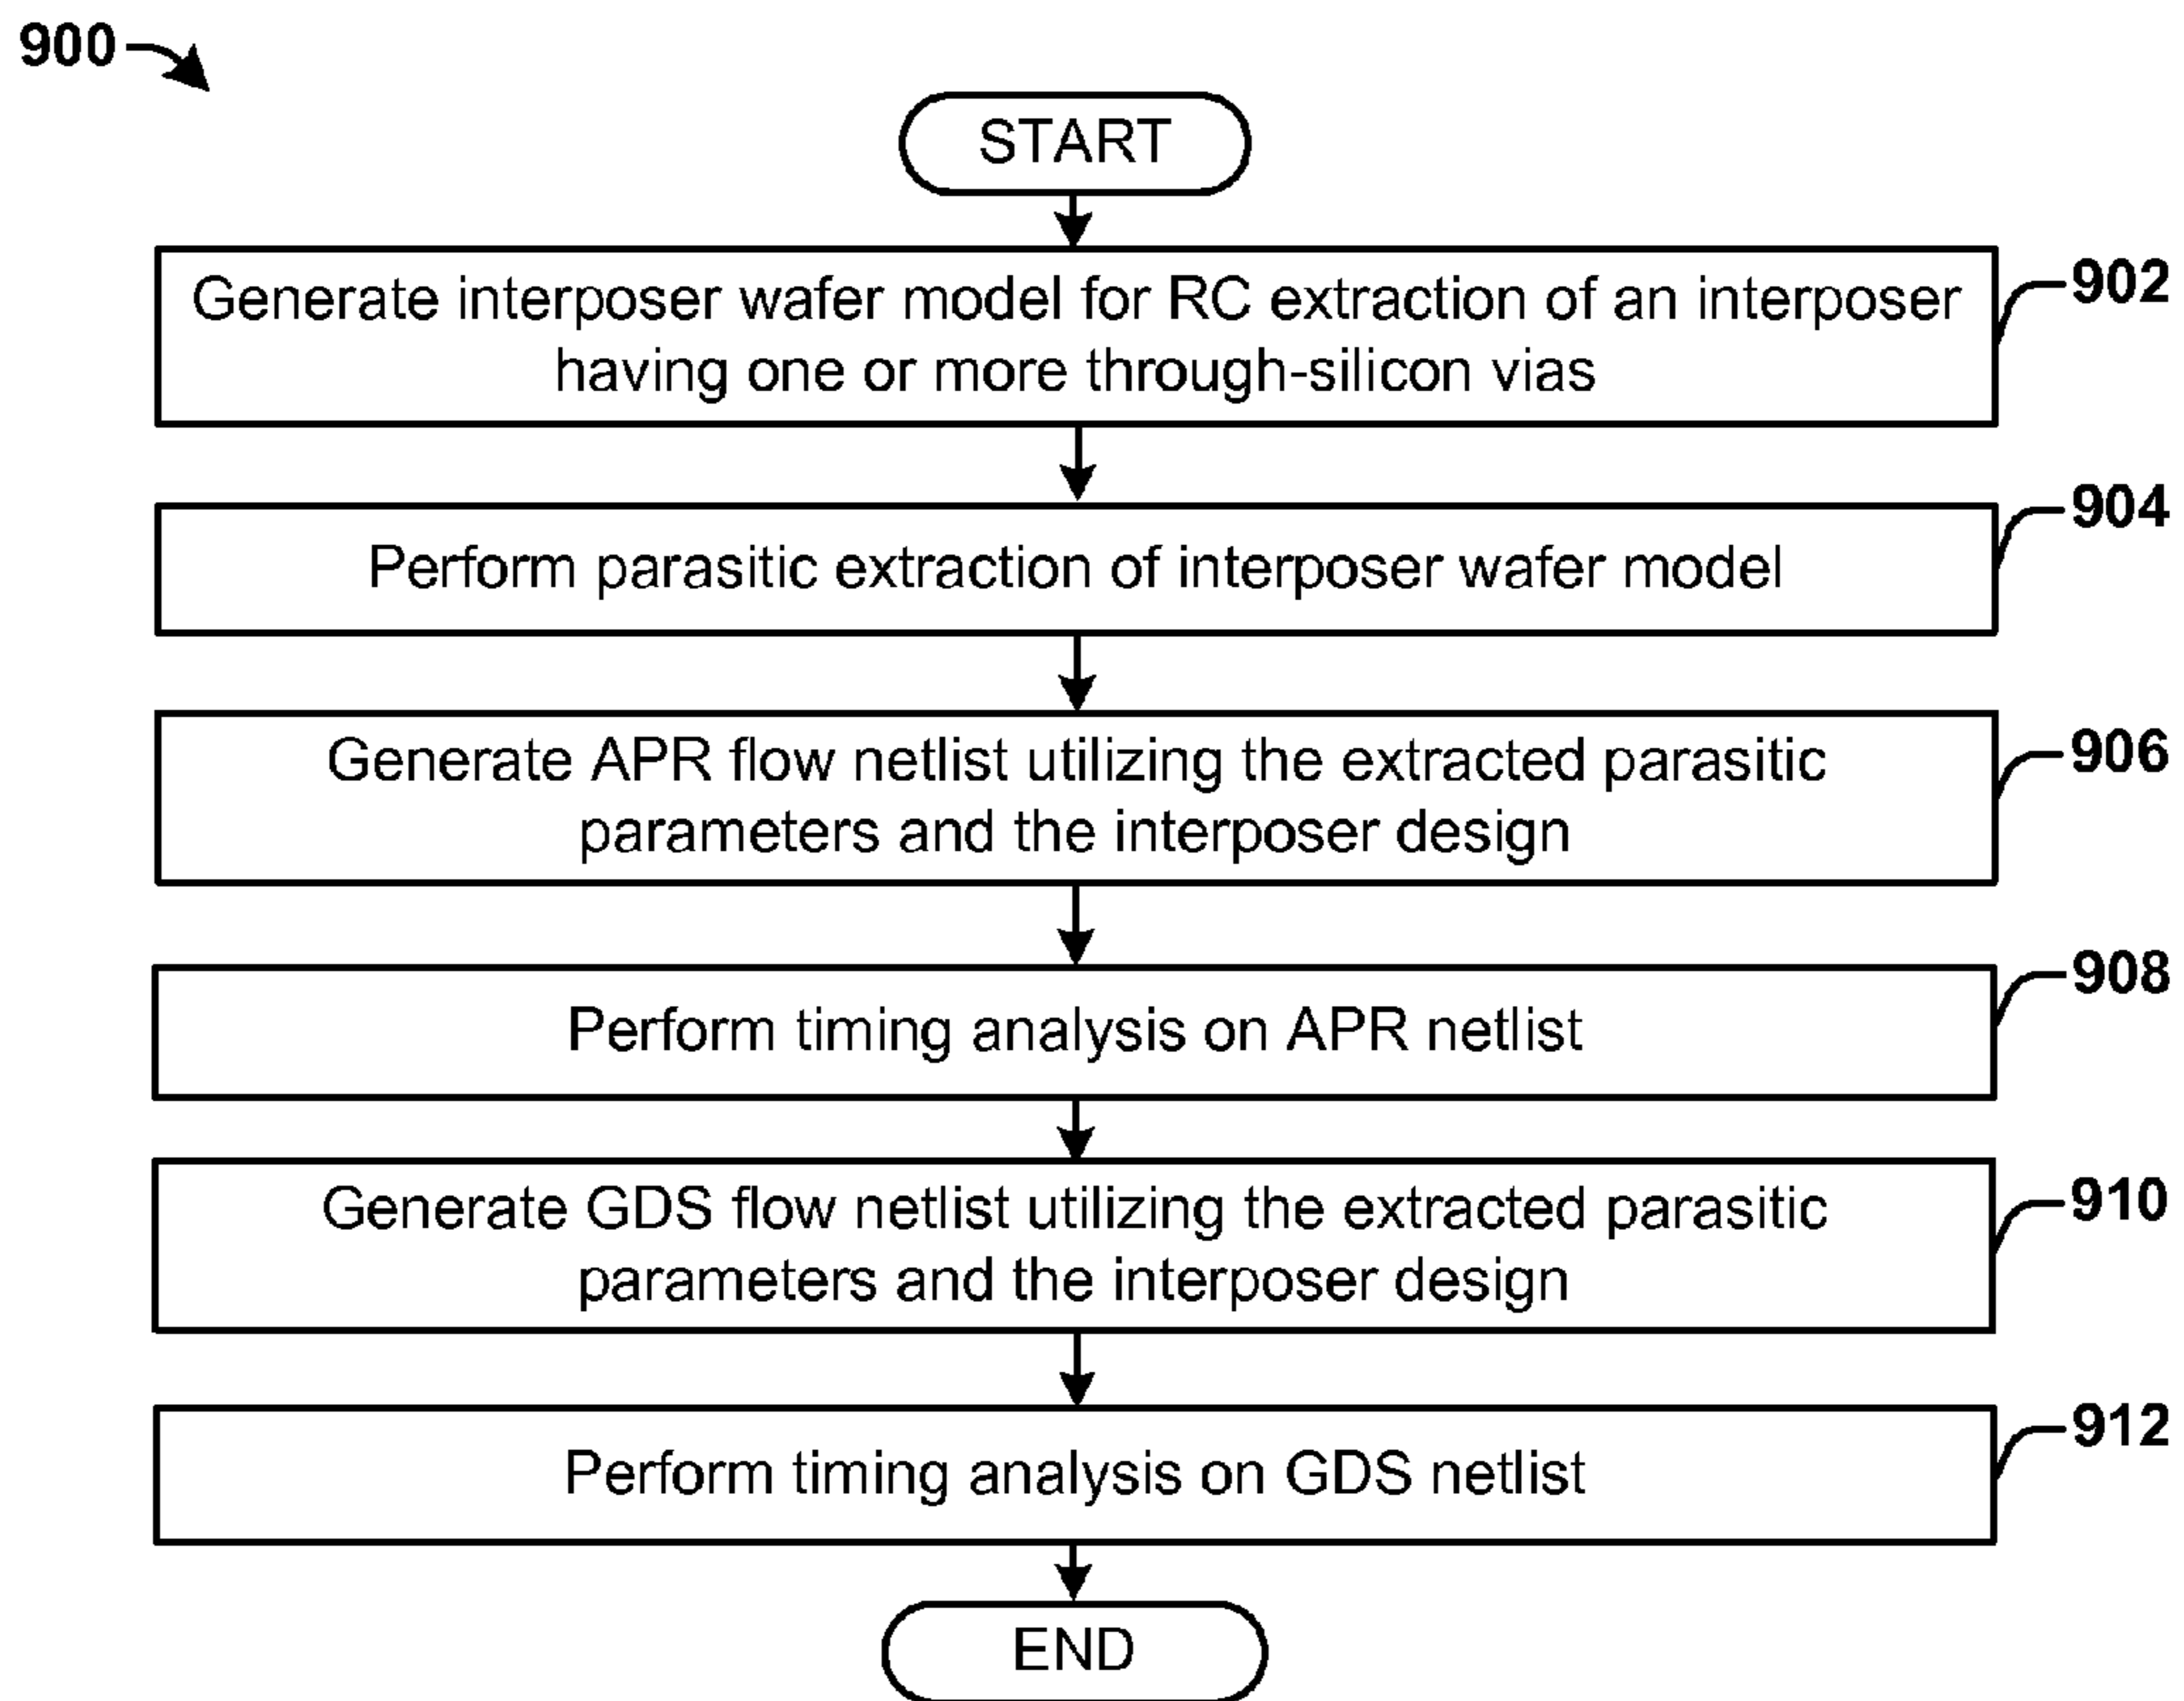 900
START
Generate interposer wafer model for RC extraction of an interposer
having one or more through-silicon vias
902
Perform parasitic extraction of interposer wafer model
904
Generate APR flow netlist utilizing the extracted parasitic
parameters and the interposer design
906
Perform timing analysis on APR netlist
908
Generate GDS flow netlist utilizing the extracted parasitic
parameters and the interposer design
910
Perform timing analysis on GDS netlist
912
END